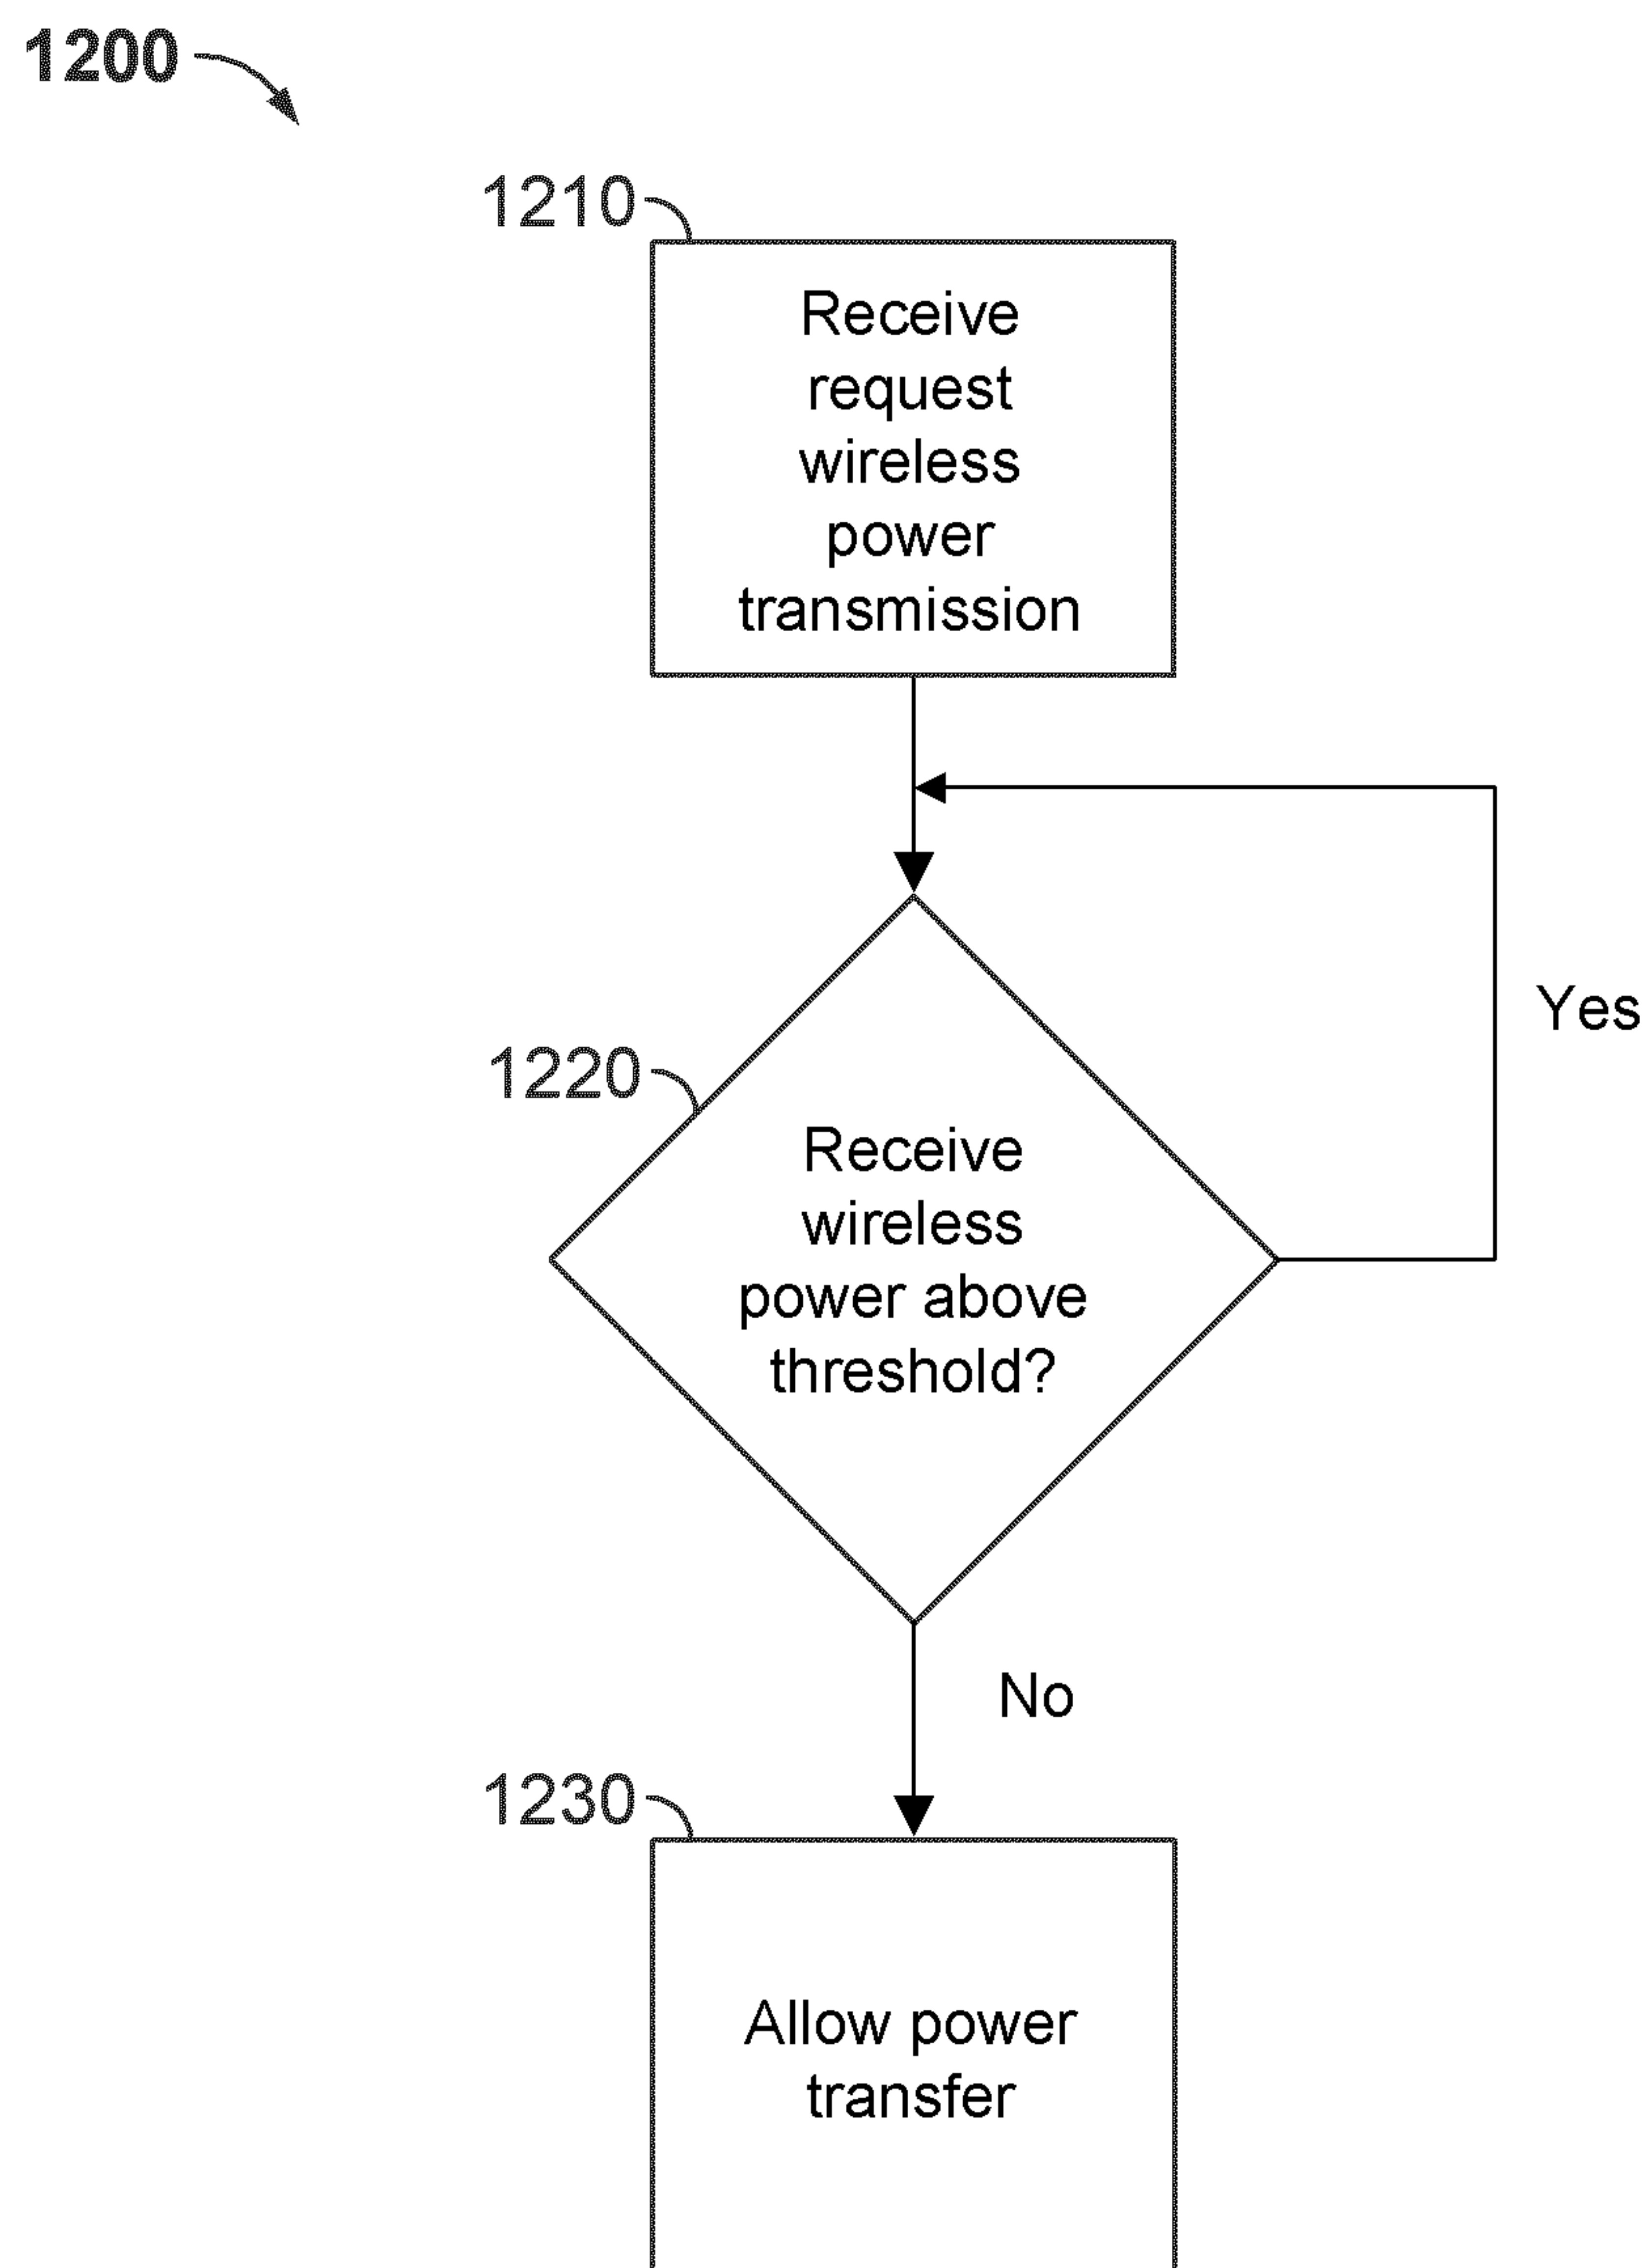 1200
1210
Receive
request
wireless
power
transmission
Yes
1220
Receive
wireless
power above
threshold?
No
1230
Allow power
transfer